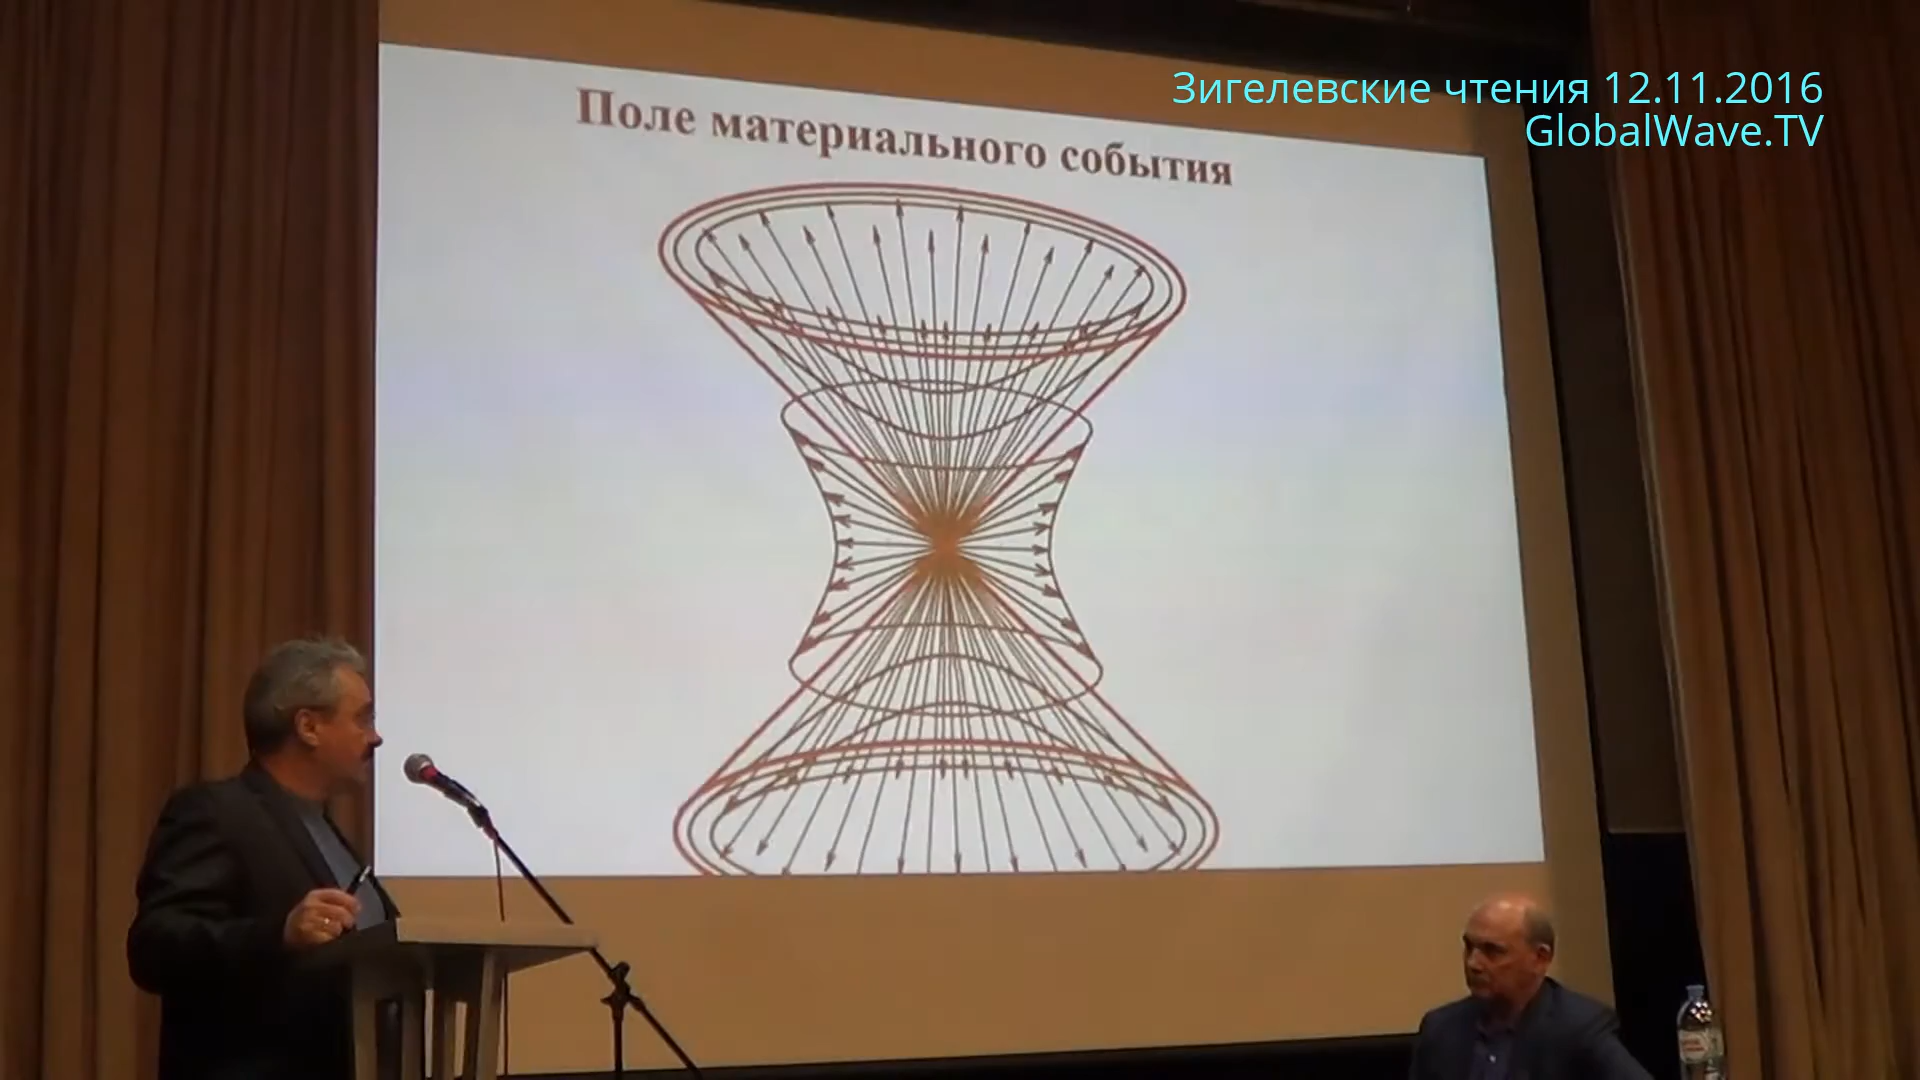 Зигелевские чтения 12.11.2016
GlobalWave.TV
Поле материального события